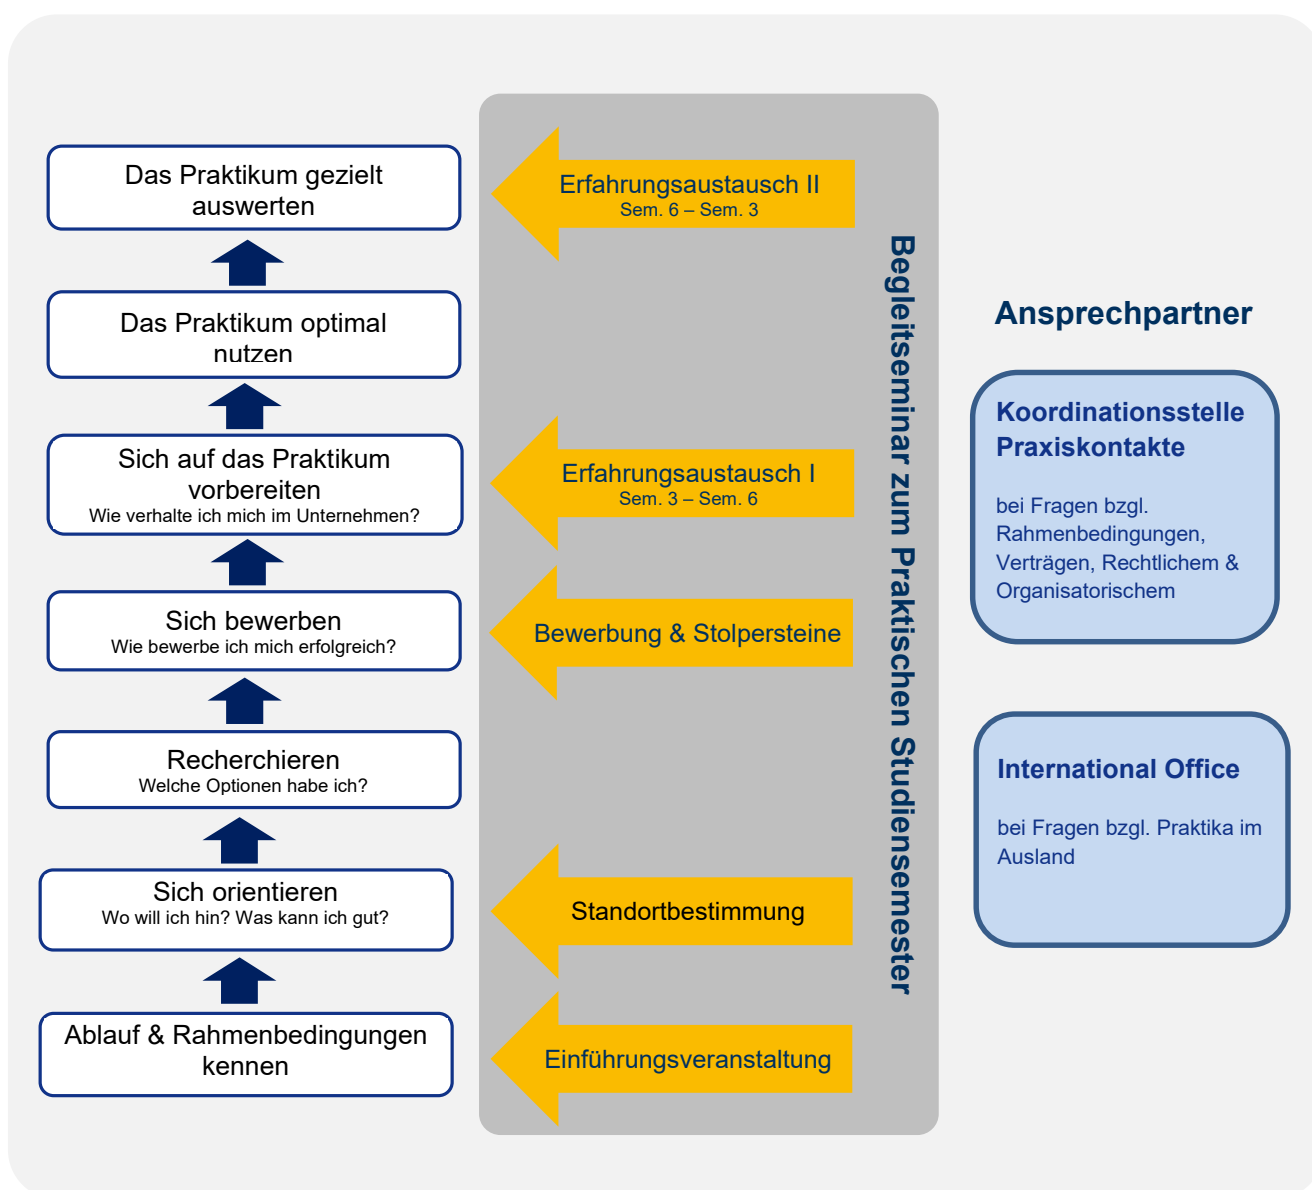 Das Praktikum gezielt
auswerten
Das Praktikum optimal
nutzen
Sich auf das Praktikum
vorbereiten
Wie verhalte ich mich im Unternehmen?
Sich bewerben
Wie bewerbe ich mich erfolgreich?
Recherchieren
Welche Optionen habe ich?
Sich orientieren
Wo will ich hin? Was kann ich gut?
Ablauf & Rahmenbedingungen
kennen
Erfahrungsaustausch II
Sem. 6 – Sem. 3
Erfahrungsaustausch I
Sem. 3 – Sem. 6
Bewerbung & Stolpersteine
Standortbestimmung
Einführungsveranstaltung
Begleitseminar zum Praktischen Studiensemester
Ansprechpartner
Koordinationsstelle
Praxiskontakte
bei Fragen bzgl.
Rahmenbedingungen,
Verträgen, Rechtlichem &
Organisatorischem
International Office
bei Fragen bzgl. Praktika im
Ausland